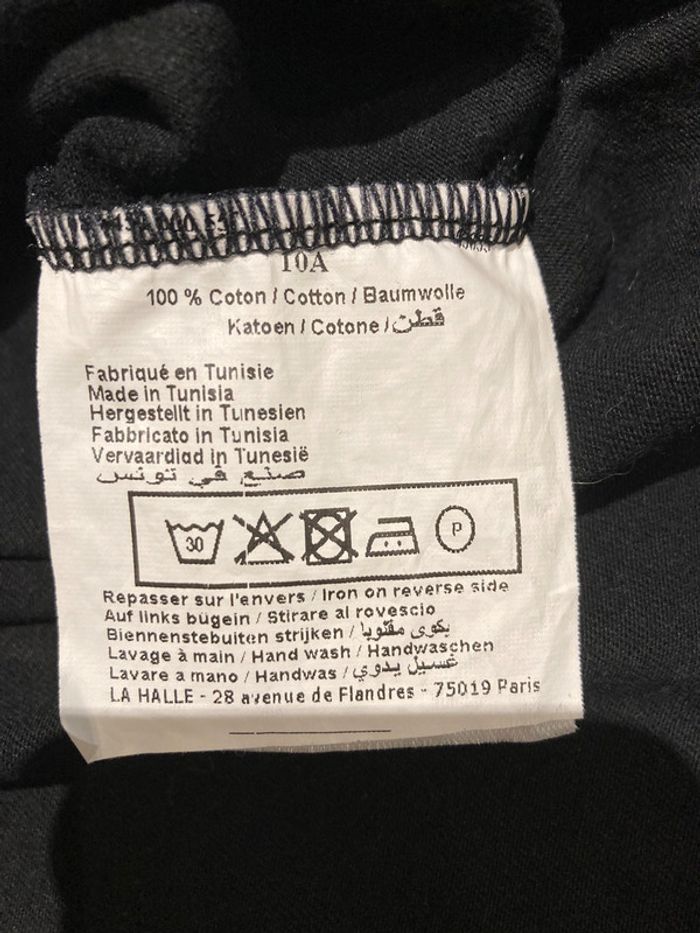 10A
100 % Coton / Cotton / Baumwolle
Katoen / Cotone / قطن
Fabriqué en Tunisie
Made in Tunisia
Hergestellt in Tunesien
Fabbricato in Tunisia
Vervaardigd in Tunesië
صنع في تونس
30 P
Repasser sur l'envers / Iron on reverse side
Auf links bügeln / Stirare al rovescio
Biennenstebuiten strijken / يكوى مقلوبا
Lavage à main / Hand wash / Handwaschen
Lavare a mano / Handwas / غسيل يدوي
LA HALLE - 28 avenue de Flandres - 75019 Paris